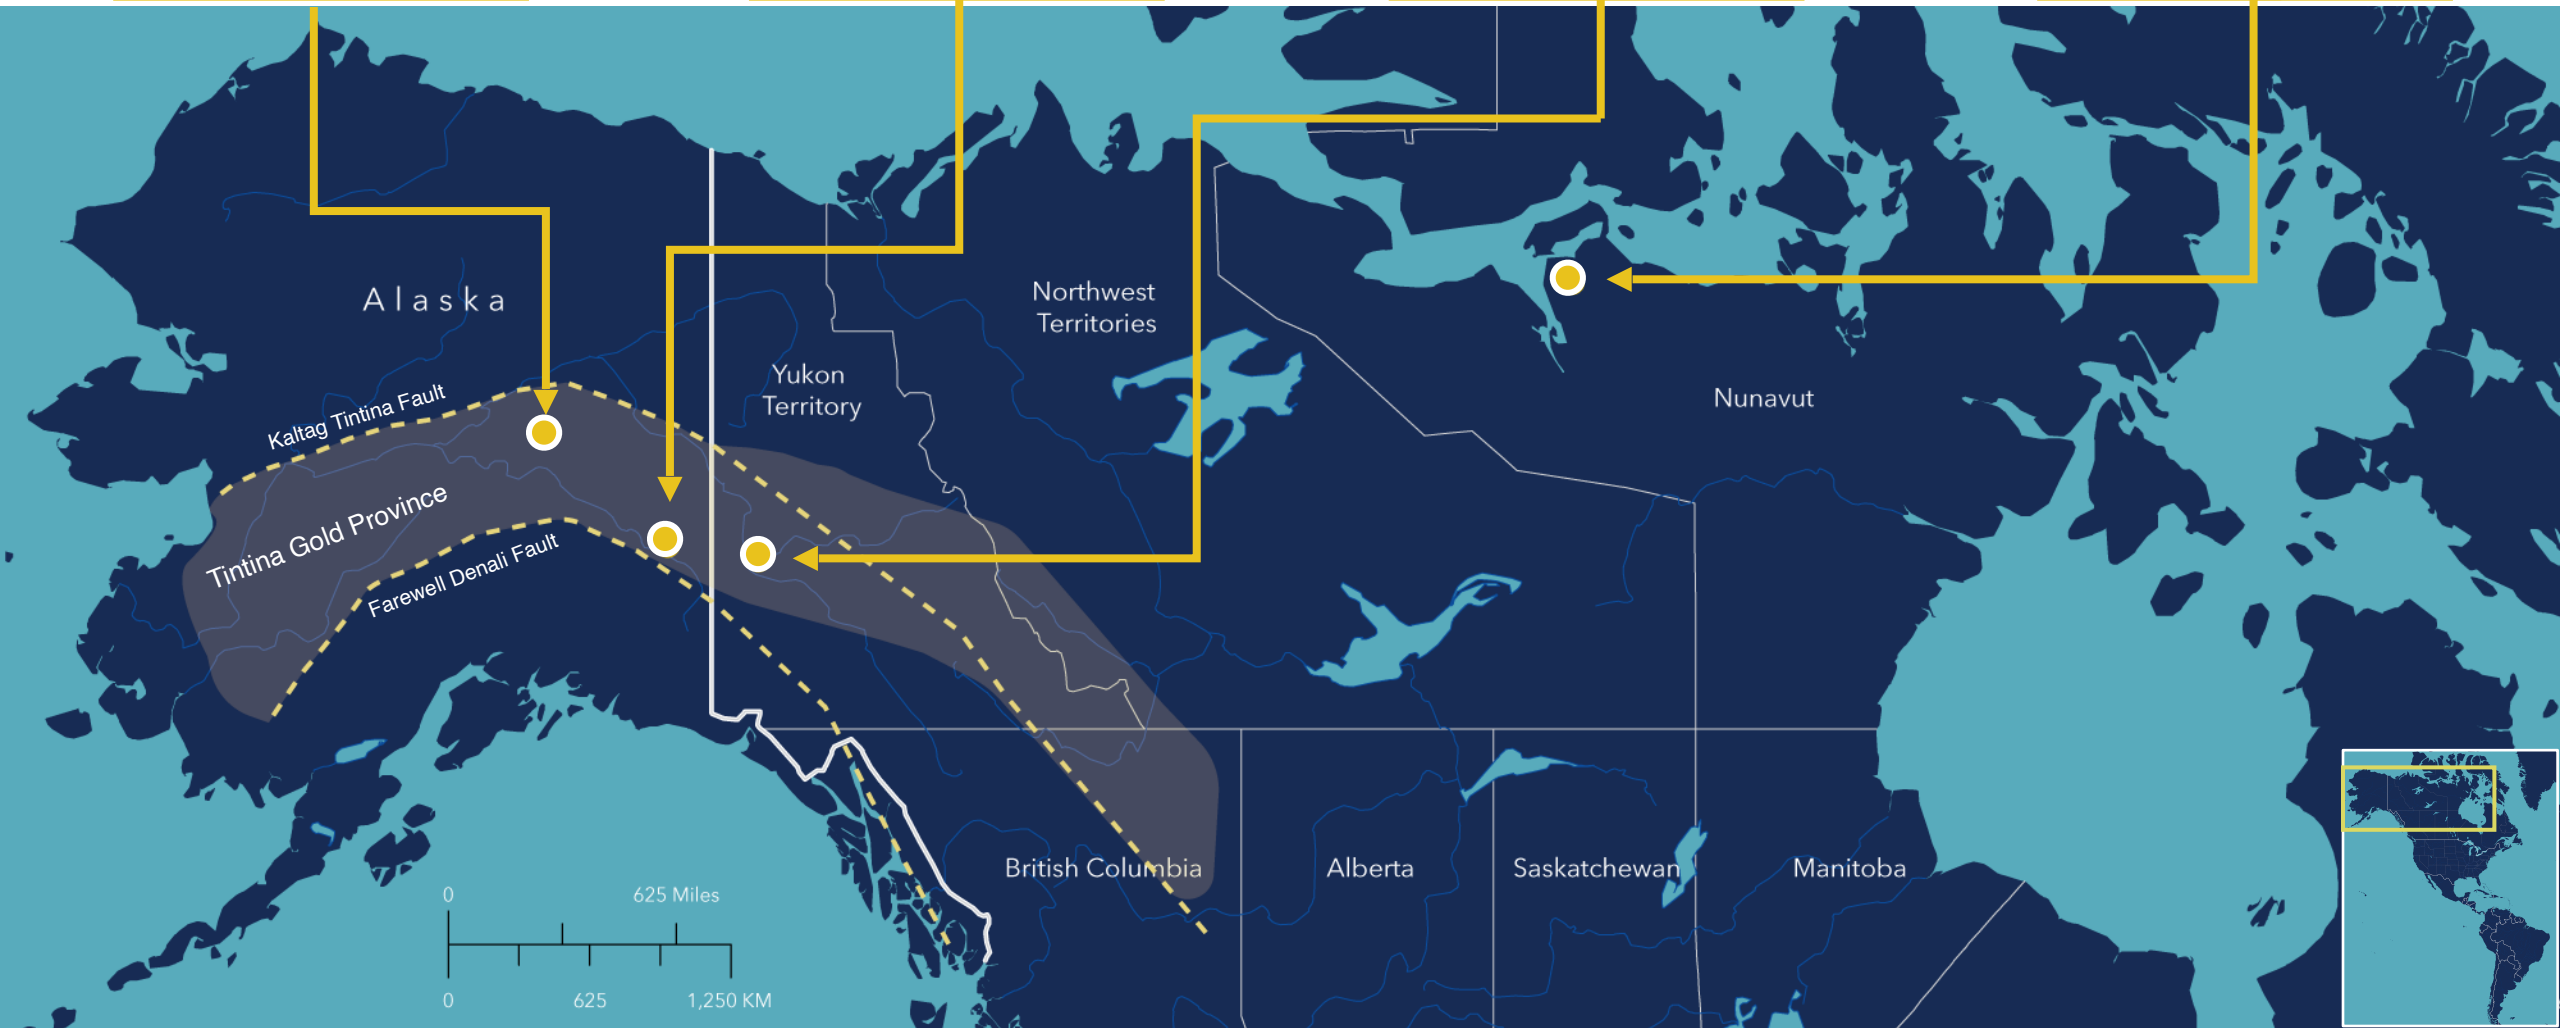 Alaska
Northwest
Territories
Yukon
Territory
Nunavut
Kaltag Tintina Fault
Tintina Gold Province
Farewell Denali Fault
British Columbia
Alberta
Saskatchewan
Manitoba
0
625 Miles
0
625
1,250 KM